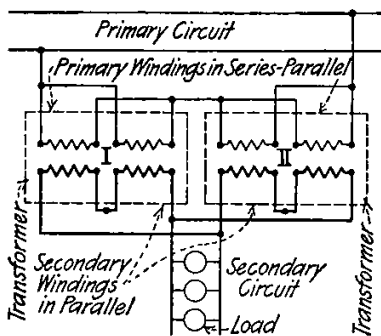 Primary Circuit
Primary Windings in Series-Parallel
I
II
Transformer
Secondary
Windings
in Parallel
Secondary
Circuit
Load
Transformer